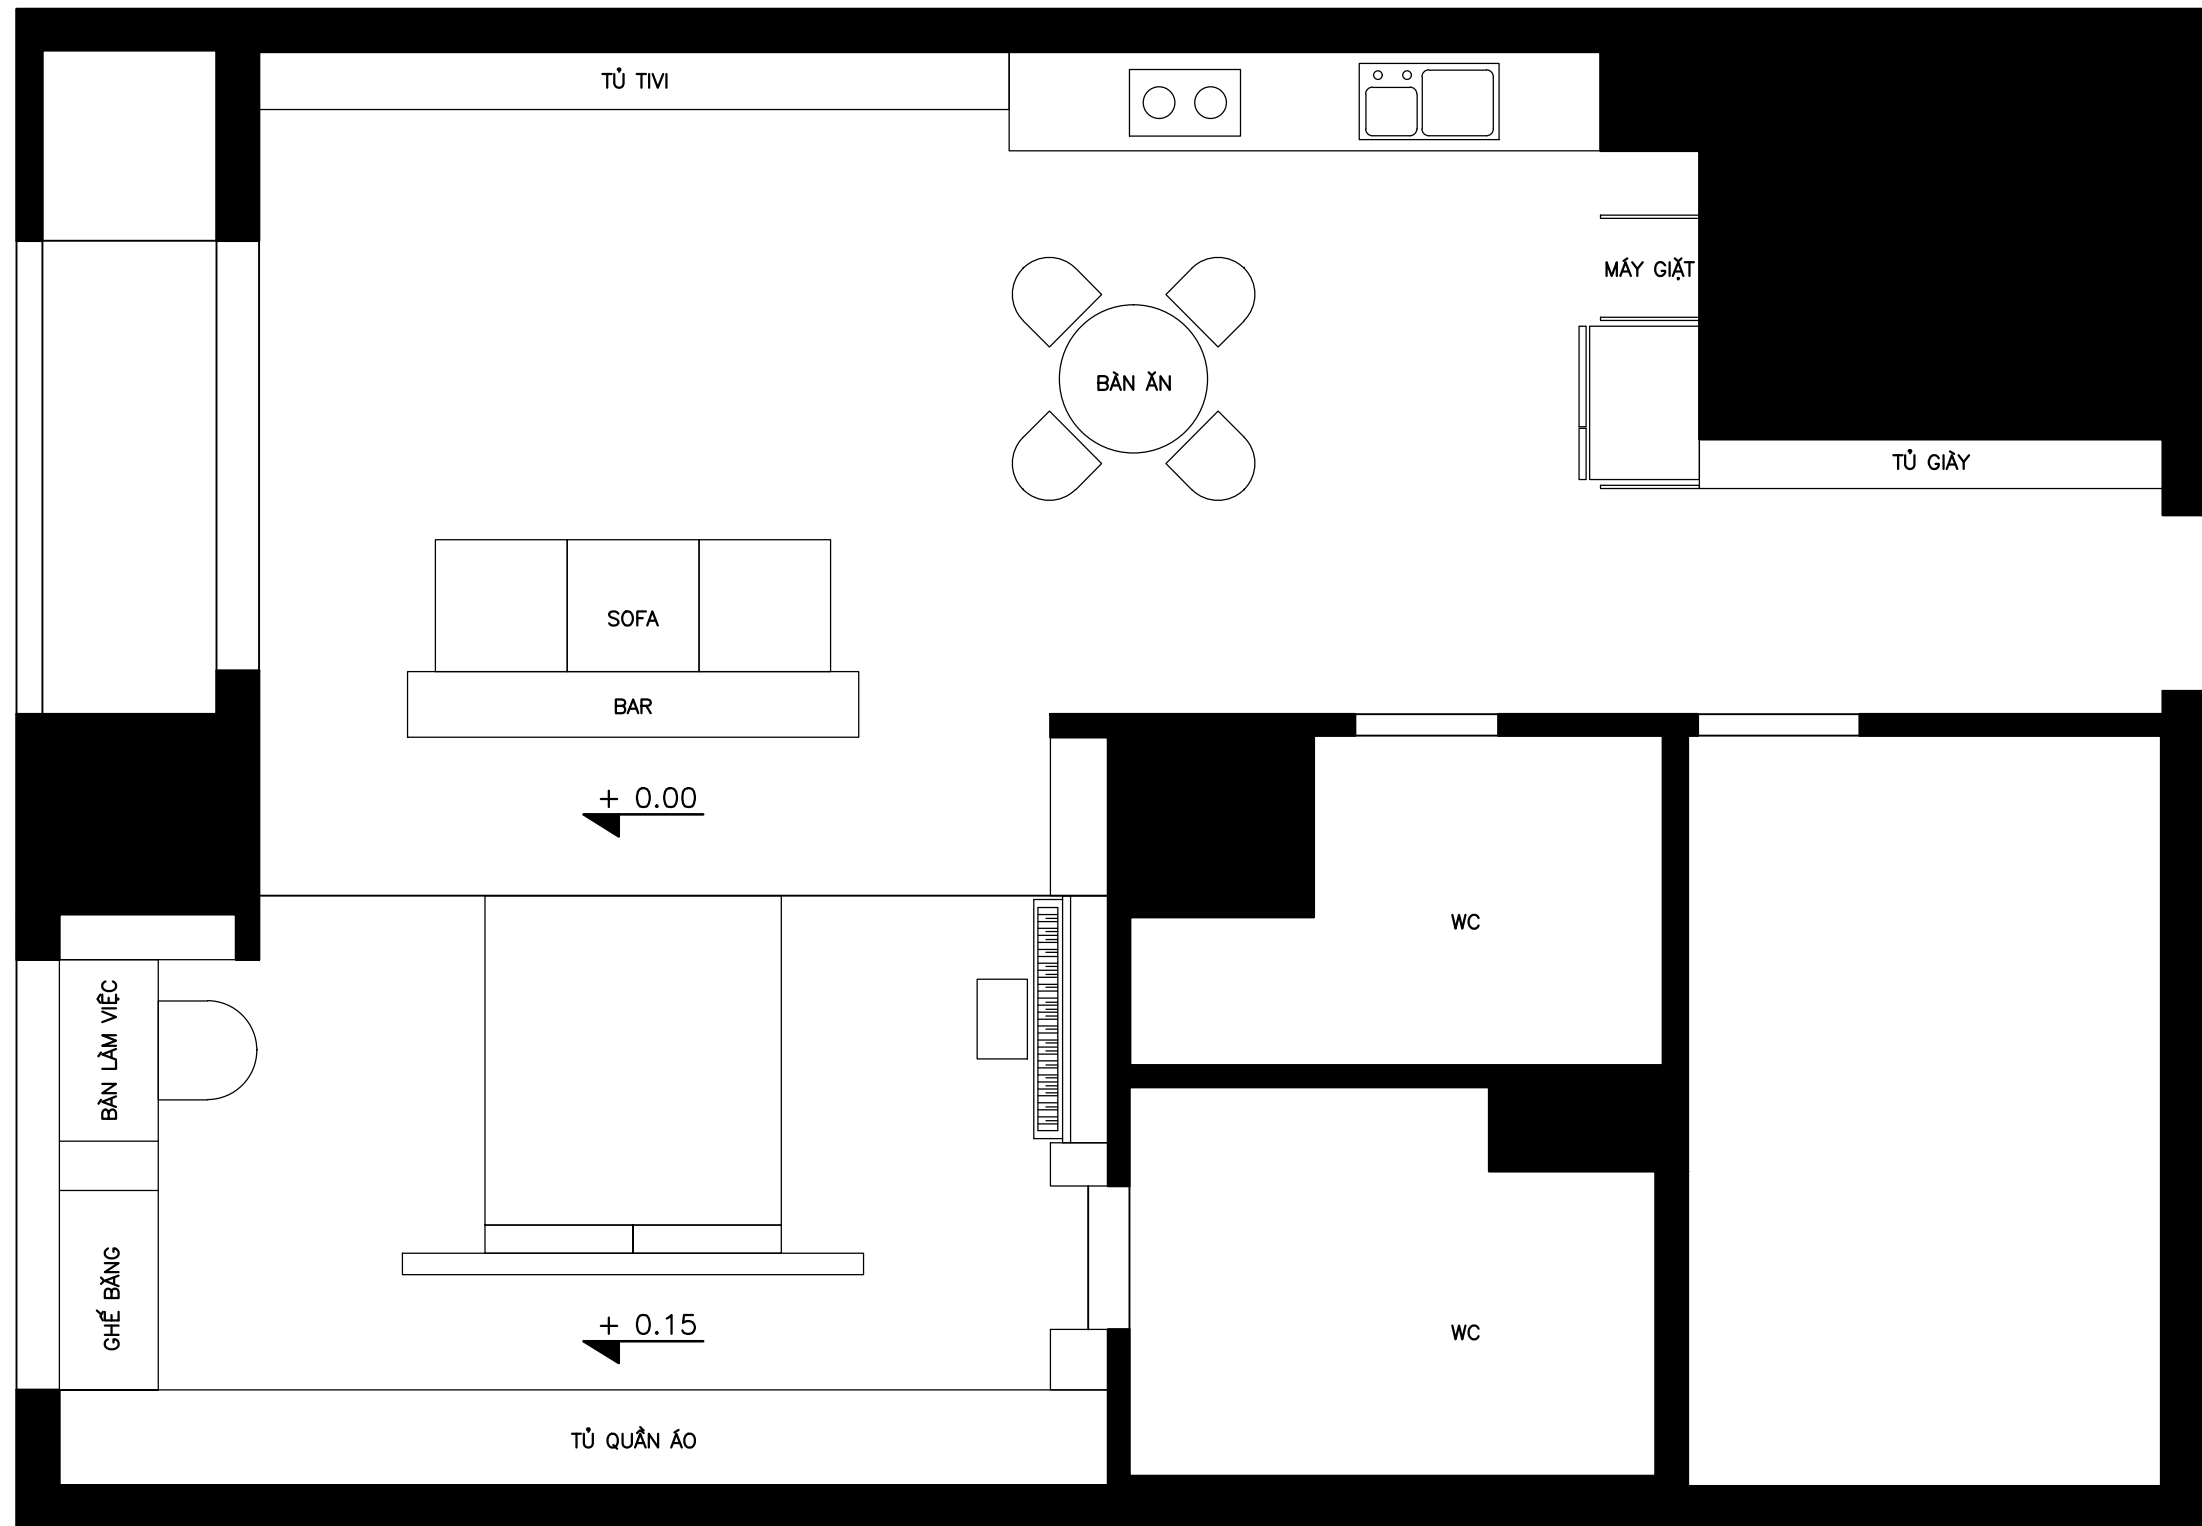 TỦ TIVI
MÁY GIẶT
BÀN ĂN
TỦ GIÀY
SOFA
BAR
+ 0.00
WC
BÀN LÀM VIỆC
GHẾ BĂNG
+ 0.15
WC
TỦ QUẦN ÁO